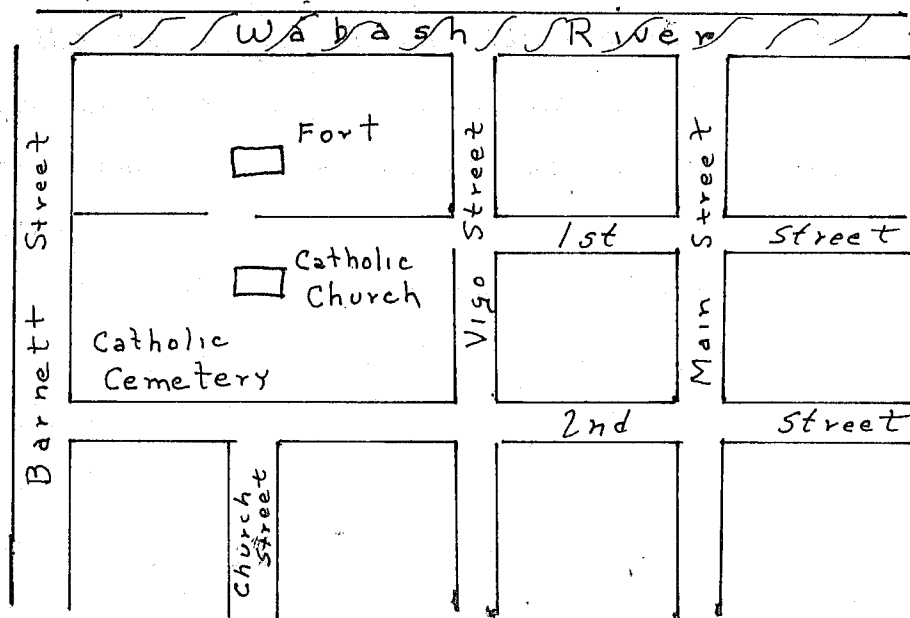 Wabash River
Fort
Barnett Street
Vigo Street
Main Street
1st Street
Catholic
Church
Catholic
Cemetery
2nd Street
Church
Street